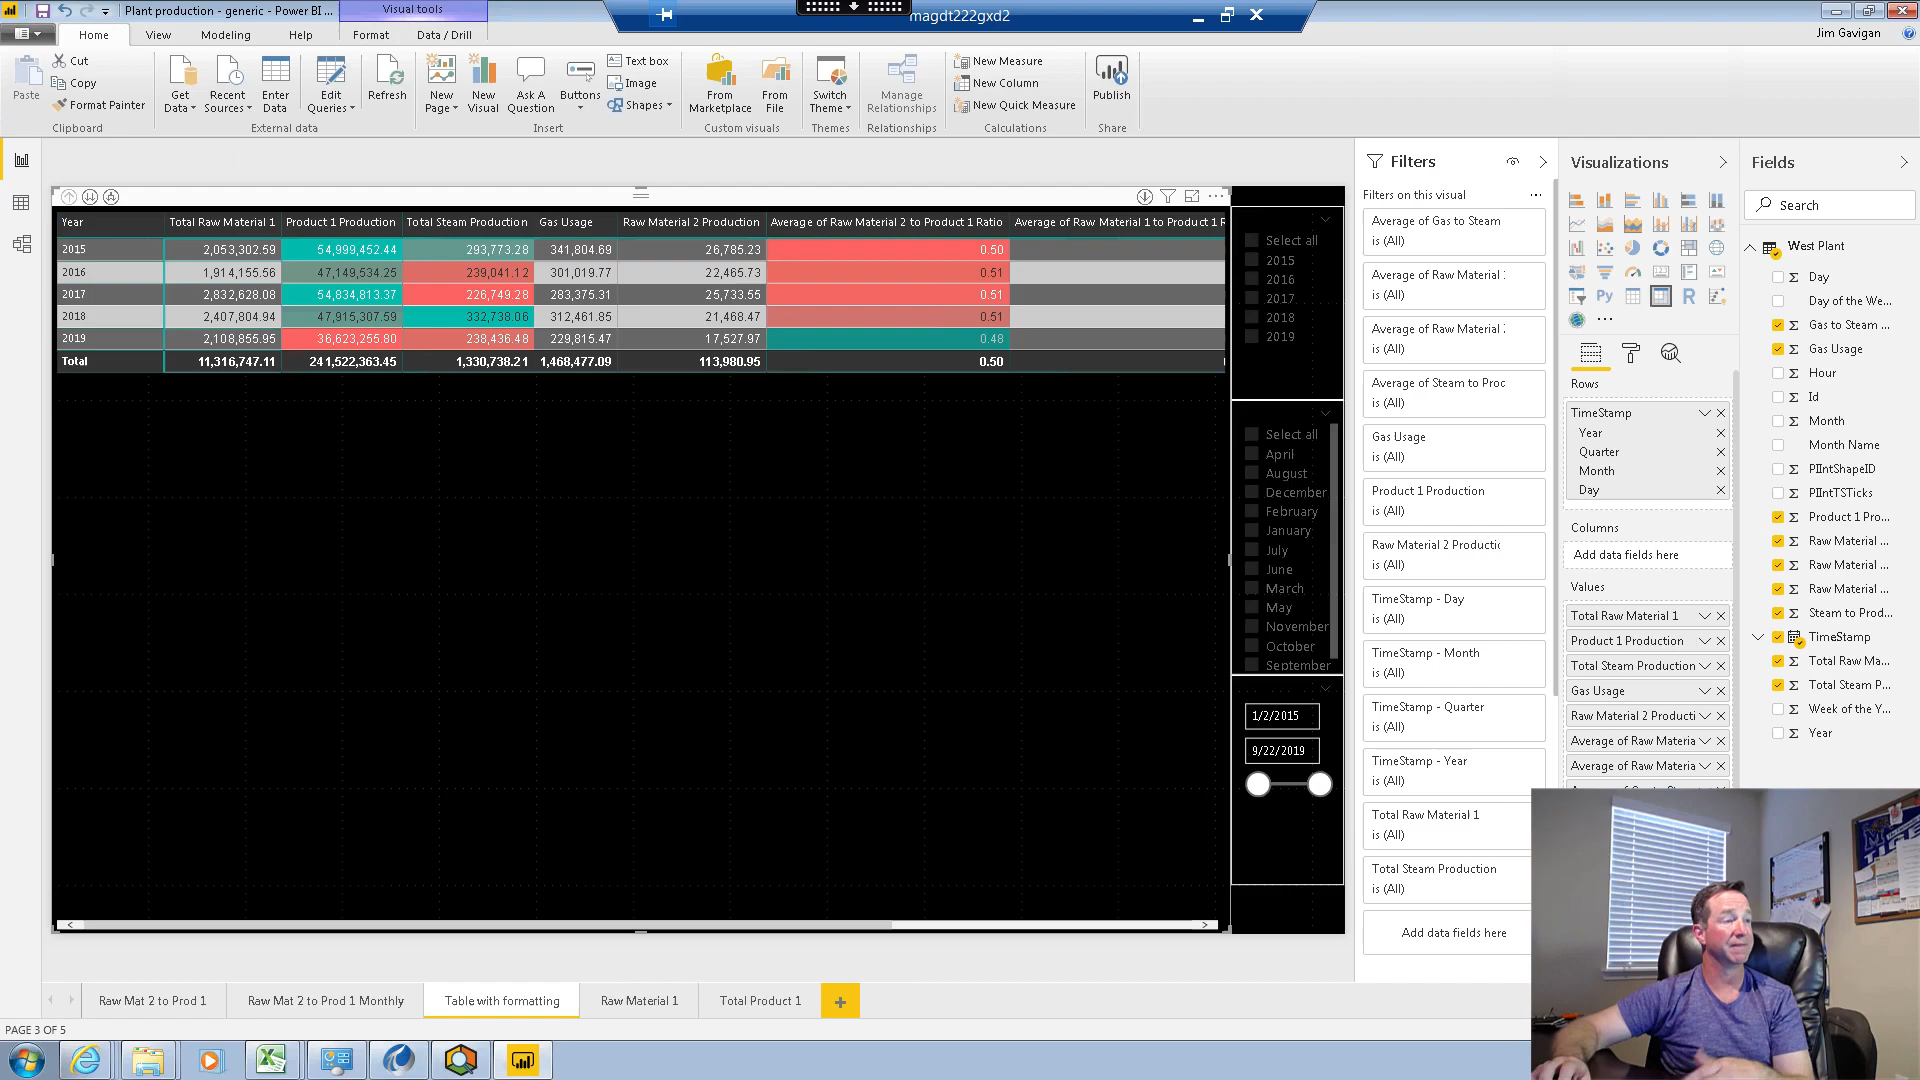 Plant production - generic - Power BI ...
Visual tools
magdt222gxd2
Home
View
Modeling
Help
Format
Data / Drill
Jim Gavigan
Paste
Cut
Copy
Format Painter
Clipboard
Get Data
Recent Sources
Enter Data
Edit Queries
Refresh
External data
New Page
New Visual
Ask A Question
Buttons
Text box
Image
Shapes
Insert
From Marketplace
From File
Custom visuals
Switch Theme
Themes
Manage Relationships
Relationships
New Measure
New Column
New Quick Measure
Calculations
Publish
Share
Year Total Raw Material 1 Product 1 Production Total Steam Production Gas Usage Raw Material 2 Production Average of Raw Material 2 to Product 1 Ratio Average of Raw Material 1 to Product 1 R
2015 2,053,302.59 54,999,452.44 293,773.28 341,804.69 26,785.23 0.50
2016 1,914,155.56 47,149,534.25 239,041.12 301,019.77 22,465.73 0.51
2017 2,832,628.08 54,834,813.37 226,749.28 283,375.31 25,733.55 0.51
2018 2,407,804.94 47,915,307.59 332,738.06 312,461.85 21,468.47 0.51
2019 2,108,855.95 36,623,255.80 238,436.48 229,815.47 17,527.97 0.48
Total 11,316,747.11 241,522,363.45 1,330,738.21 1,468,477.09 113,980.95 0.50
Select all
2015
2016
2017
2018
2019
Select all
April
August
December
February
January
July
June
March
May
November
October
September
1/2/2015
9/22/2019
Filters
Filters on this visual
Average of Gas to Steam
is (All)
Average of Raw Material
is (All)
Average of Raw Material
is (All)
Average of Steam to Proc
is (All)
Gas Usage
is (All)
Product 1 Production
is (All)
Raw Material 2 Productic
is (All)
TimeStamp - Day
is (All)
TimeStamp - Month
is (All)
TimeStamp - Quarter
is (All)
TimeStamp - Year
is (All)
Total Raw Material 1
is (All)
Total Steam Production
is (All)
Add data fields here
Visualizations
Py
R
Rows
TimeStamp
Year
Quarter
Month
Day
Columns
Add data fields here
Values
Total Raw Material 1
Product 1 Production
Total Steam Production
Gas Usage
Raw Material 2 Producti
Average of Raw Materia
Average of Raw Materia
Fields
Search
West Plant
Day
Day of the We...
Gas to Steam ...
Gas Usage
Hour
Id
Month
Month Name
PIIntShapeID
PIIntTSTicks
Product 1 Pro...
Raw Material ...
Raw Material ...
Raw Material ...
Steam to Prod...
TimeStamp
Total Raw Ma...
Total Steam P...
Week of the Y...
Year
Raw Mat 2 to Prod 1
Raw Mat 2 to Prod 1 Monthly
Table with formatting
Raw Material 1
Total Product 1
PAGE 3 OF 5